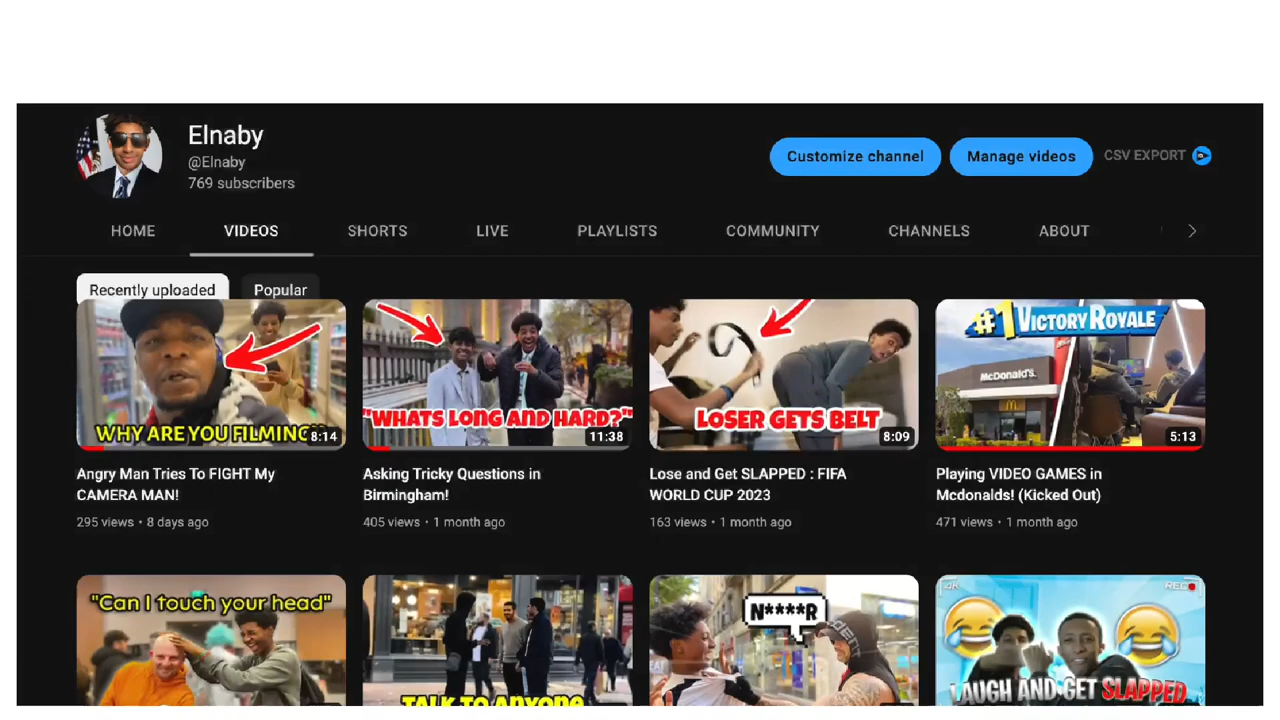 Elnaby
@Elnaby
769 subscribers
Customize channel
Manage videos
CSV EXPORT
HOME
VIDEOS
SHORTS
LIVE
PLAYLISTS
COMMUNITY
CHANNELS
ABOUT
Recently uploaded
Popular
WHY ARE YOU FILMING
8:14
"WHATS LONG AND HARD?"
11:38
LOSER GETS BELT
8:09
#1 VICTORY ROYALE
McDonald's
5:13
Angry Man Tries To FIGHT My
CAMERA MAN!
295 views • 8 days ago
Asking Tricky Questions in
Birmingham!
405 views • 1 month ago
Lose and Get SLAPPED : FIFA
WORLD CUP 2023
163 views • 1 month ago
Playing VIDEO GAMES in
Mcdonalds! (Kicked Out)
471 views • 1 month ago
"Can I touch your head"
TALK TO ANYONE
N****R
4K
REC
LAUGH AND GET SLAPPED